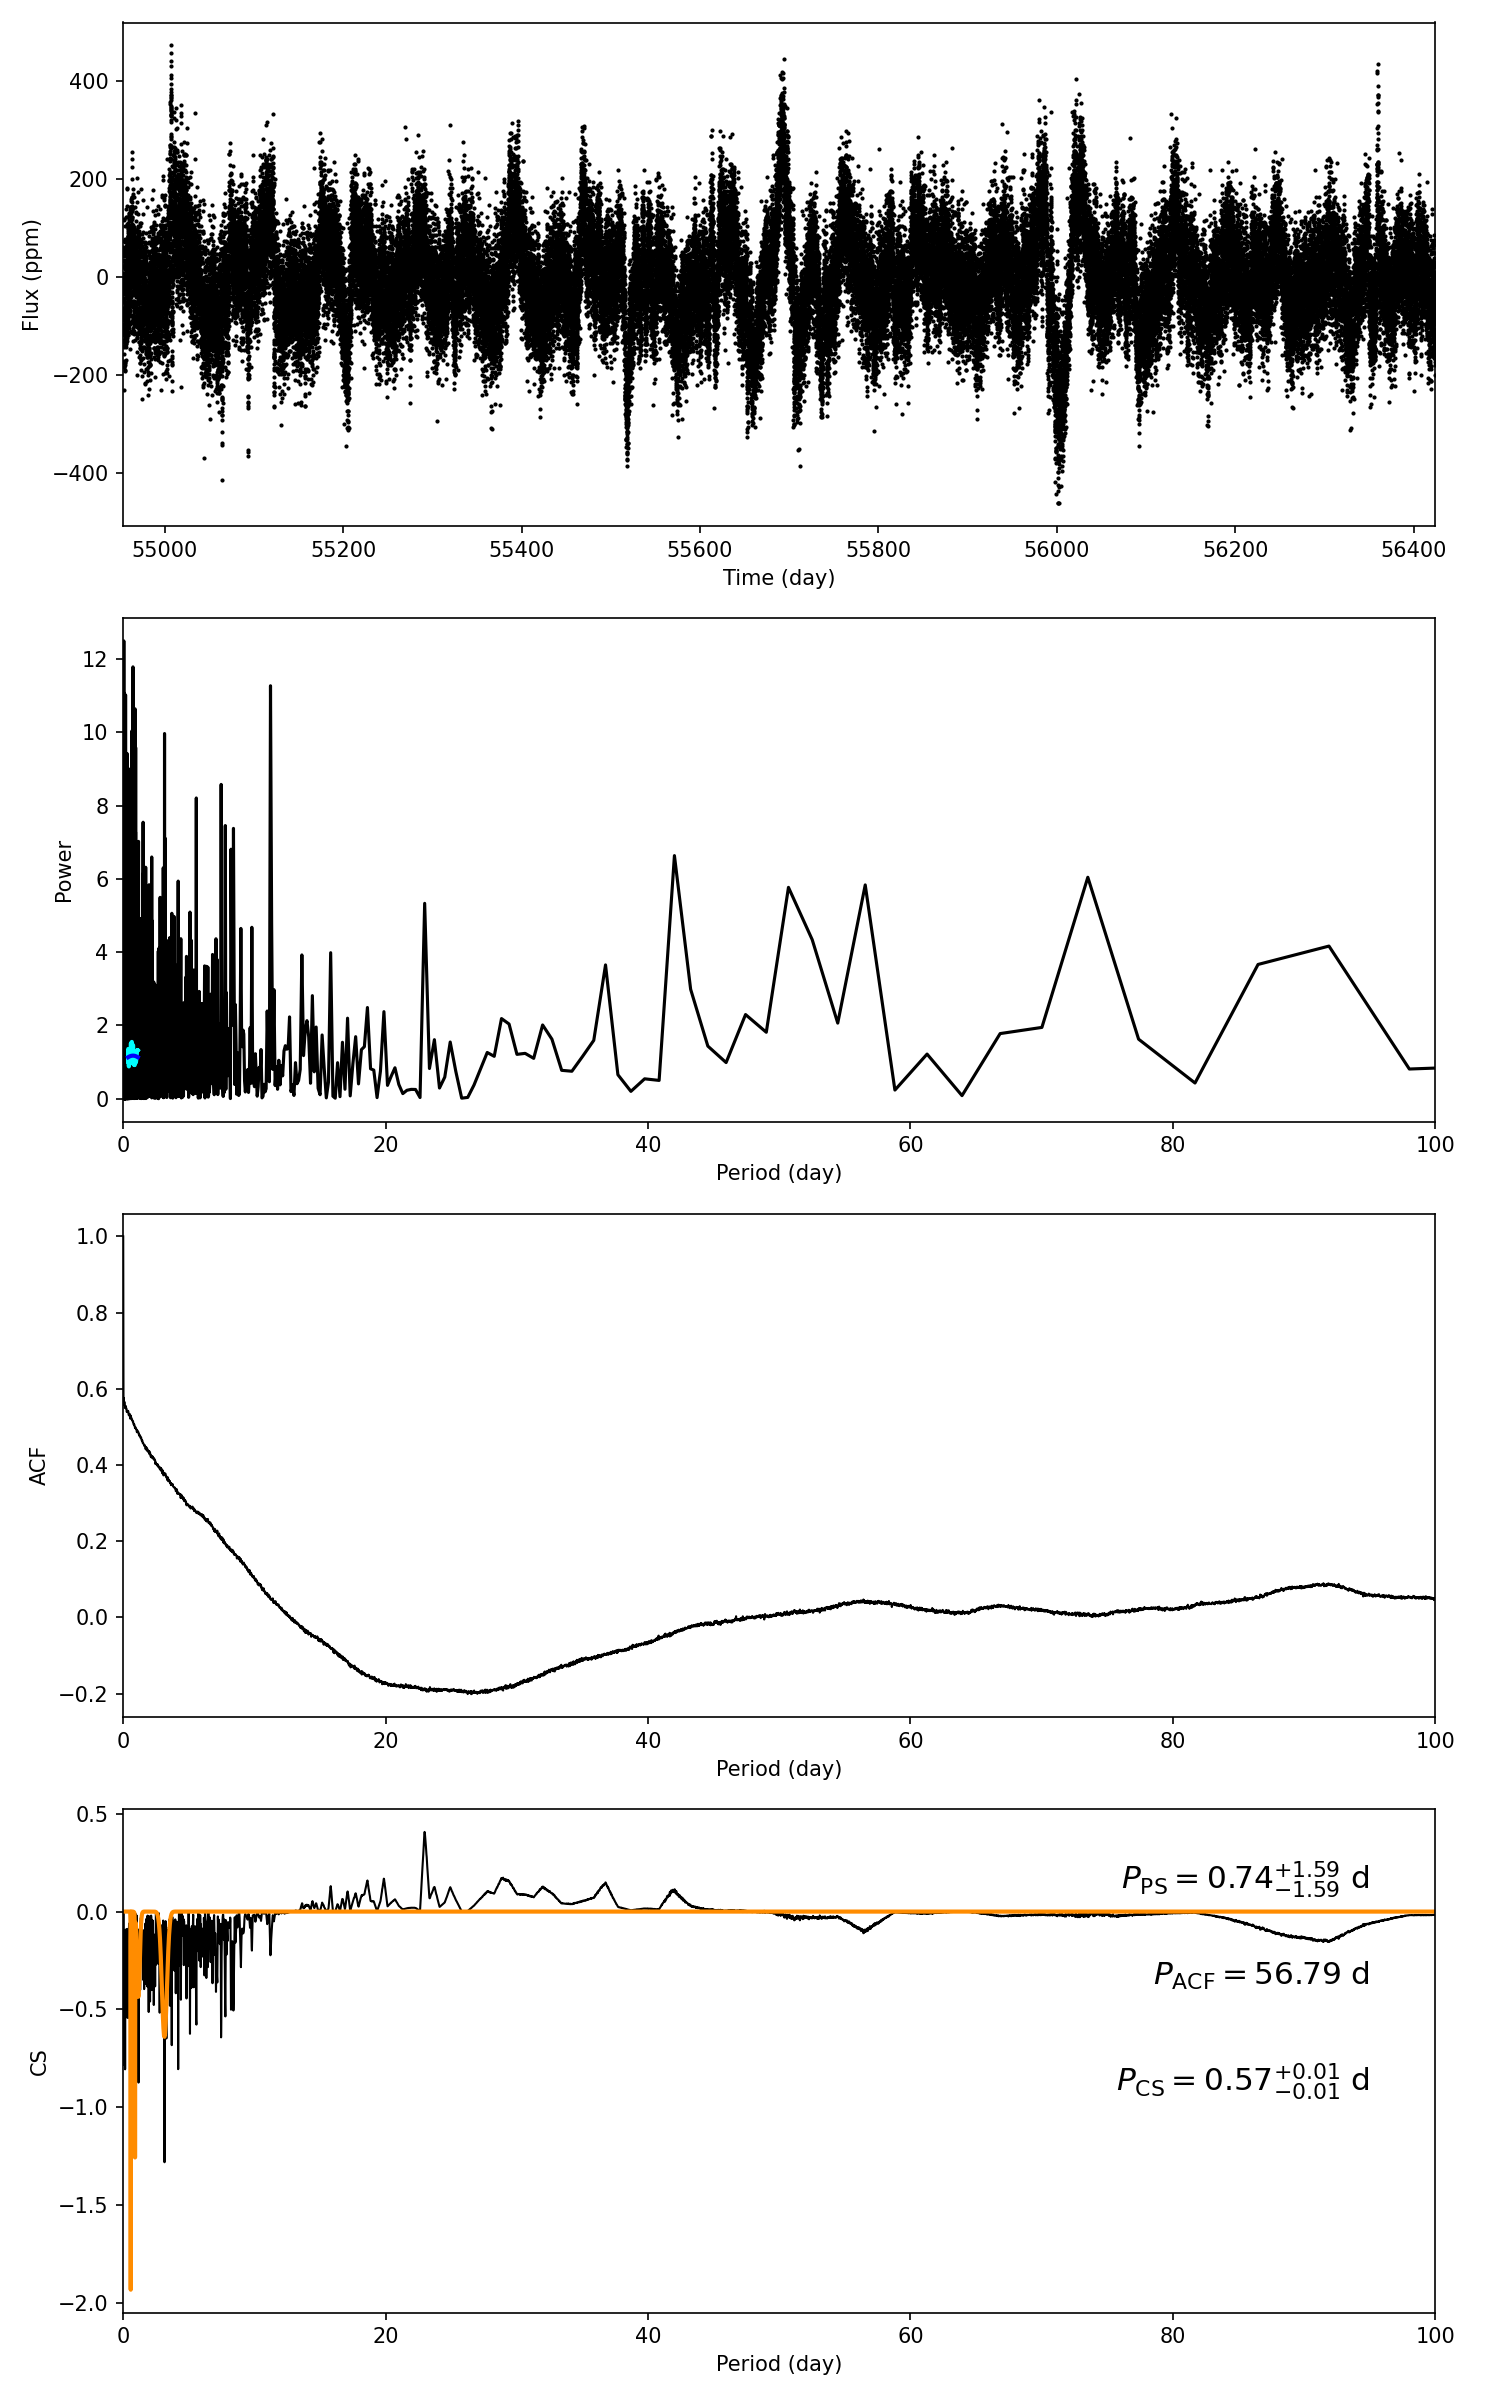 400
200
0
−200
−400
Flux (ppm)
55000 55200 55400 55600 55800 56000 56200 56400
Time (day)
12
10
8
6
4
2
0
Power
0 20 40 60 80 100
Period (day)
1.0
0.8
0.6
0.4
0.2
0.0
−0.2
ACF
0 20 40 60 80 100
Period (day)
0.5
0.0
−0.5
−1.0
−1.5
−2.0
CS
P_PS = 0.74 +1.59 −1.59 d
P_ACF = 56.79 d
P_CS = 0.57 +0.01 −0.01 d
0 20 40 60 80 100
Period (day)